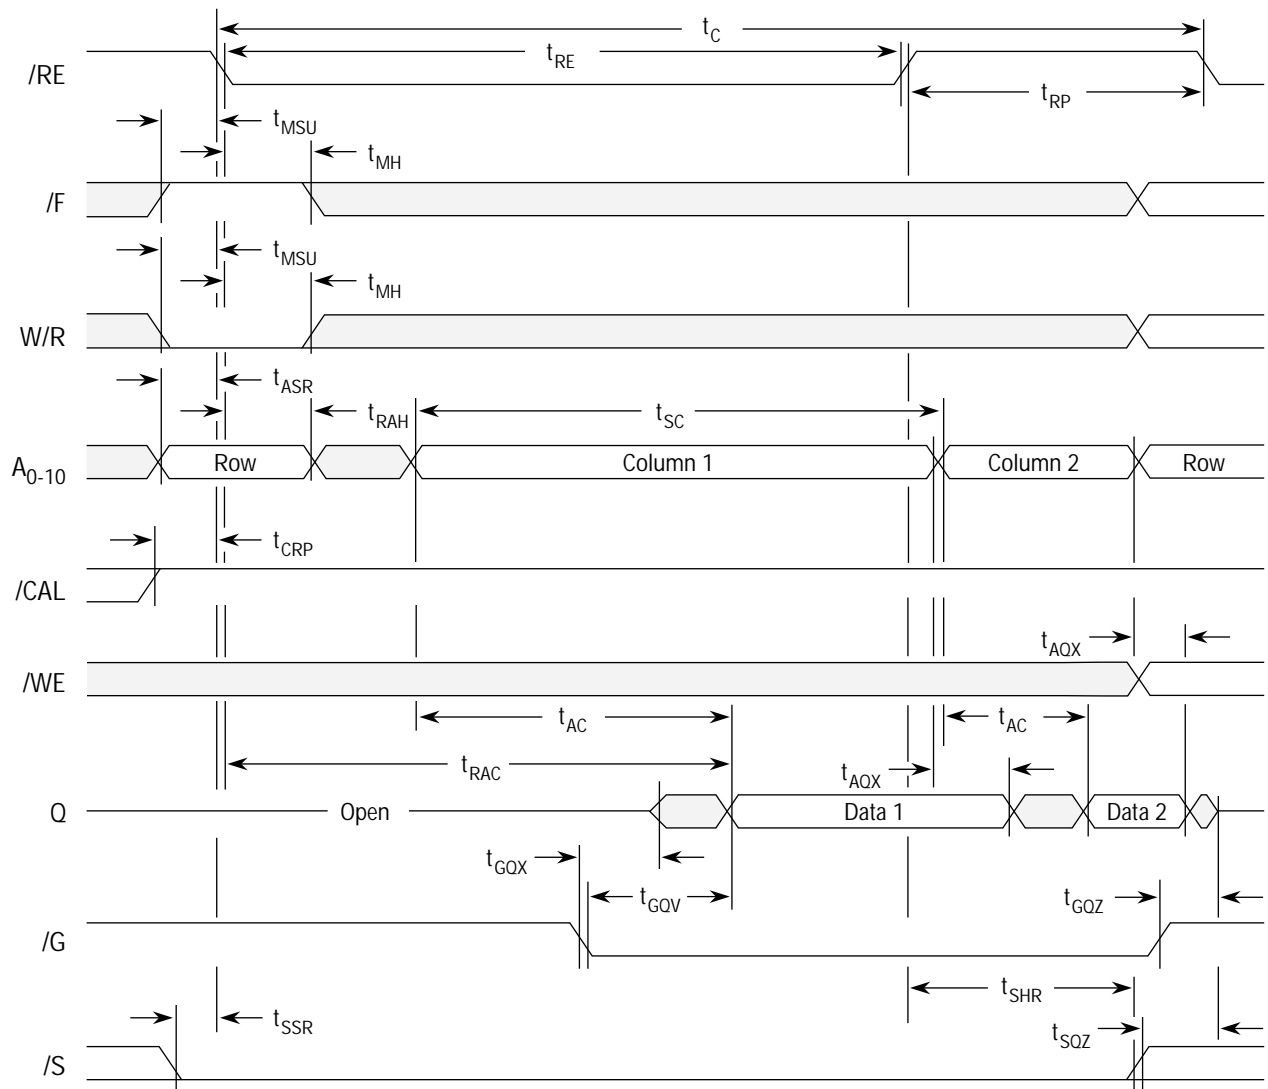 tC
/RE
tRE
tRP
tMSU
tMH
/F
tMSU
tMH
W/R
tASR
tRAH
tSC
A0-10
Row
Column 1
Column 2
Row
tCRP
/CAL
tAQX
/WE
tAC
tAC
tRAC
tAQX
Q
Open
Data 1
Data 2
tGQX
tGQV
tGQZ
/G
tSHR
tSSR
tSQZ
/S